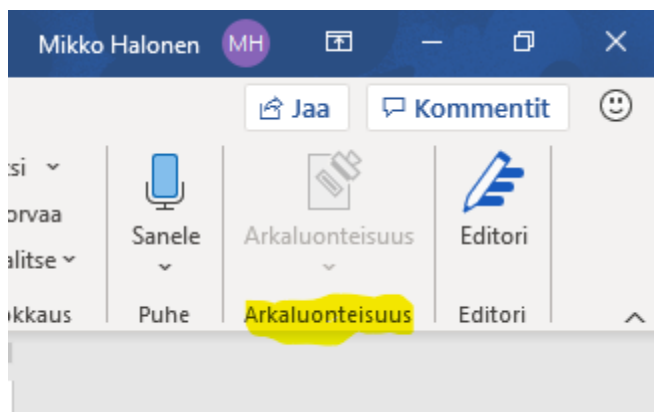 Mikko Halonen MH
Jaa Kommentit
Sanele Arkaluonteisuus Editori
Puhe Arkaluonteisuus Editori